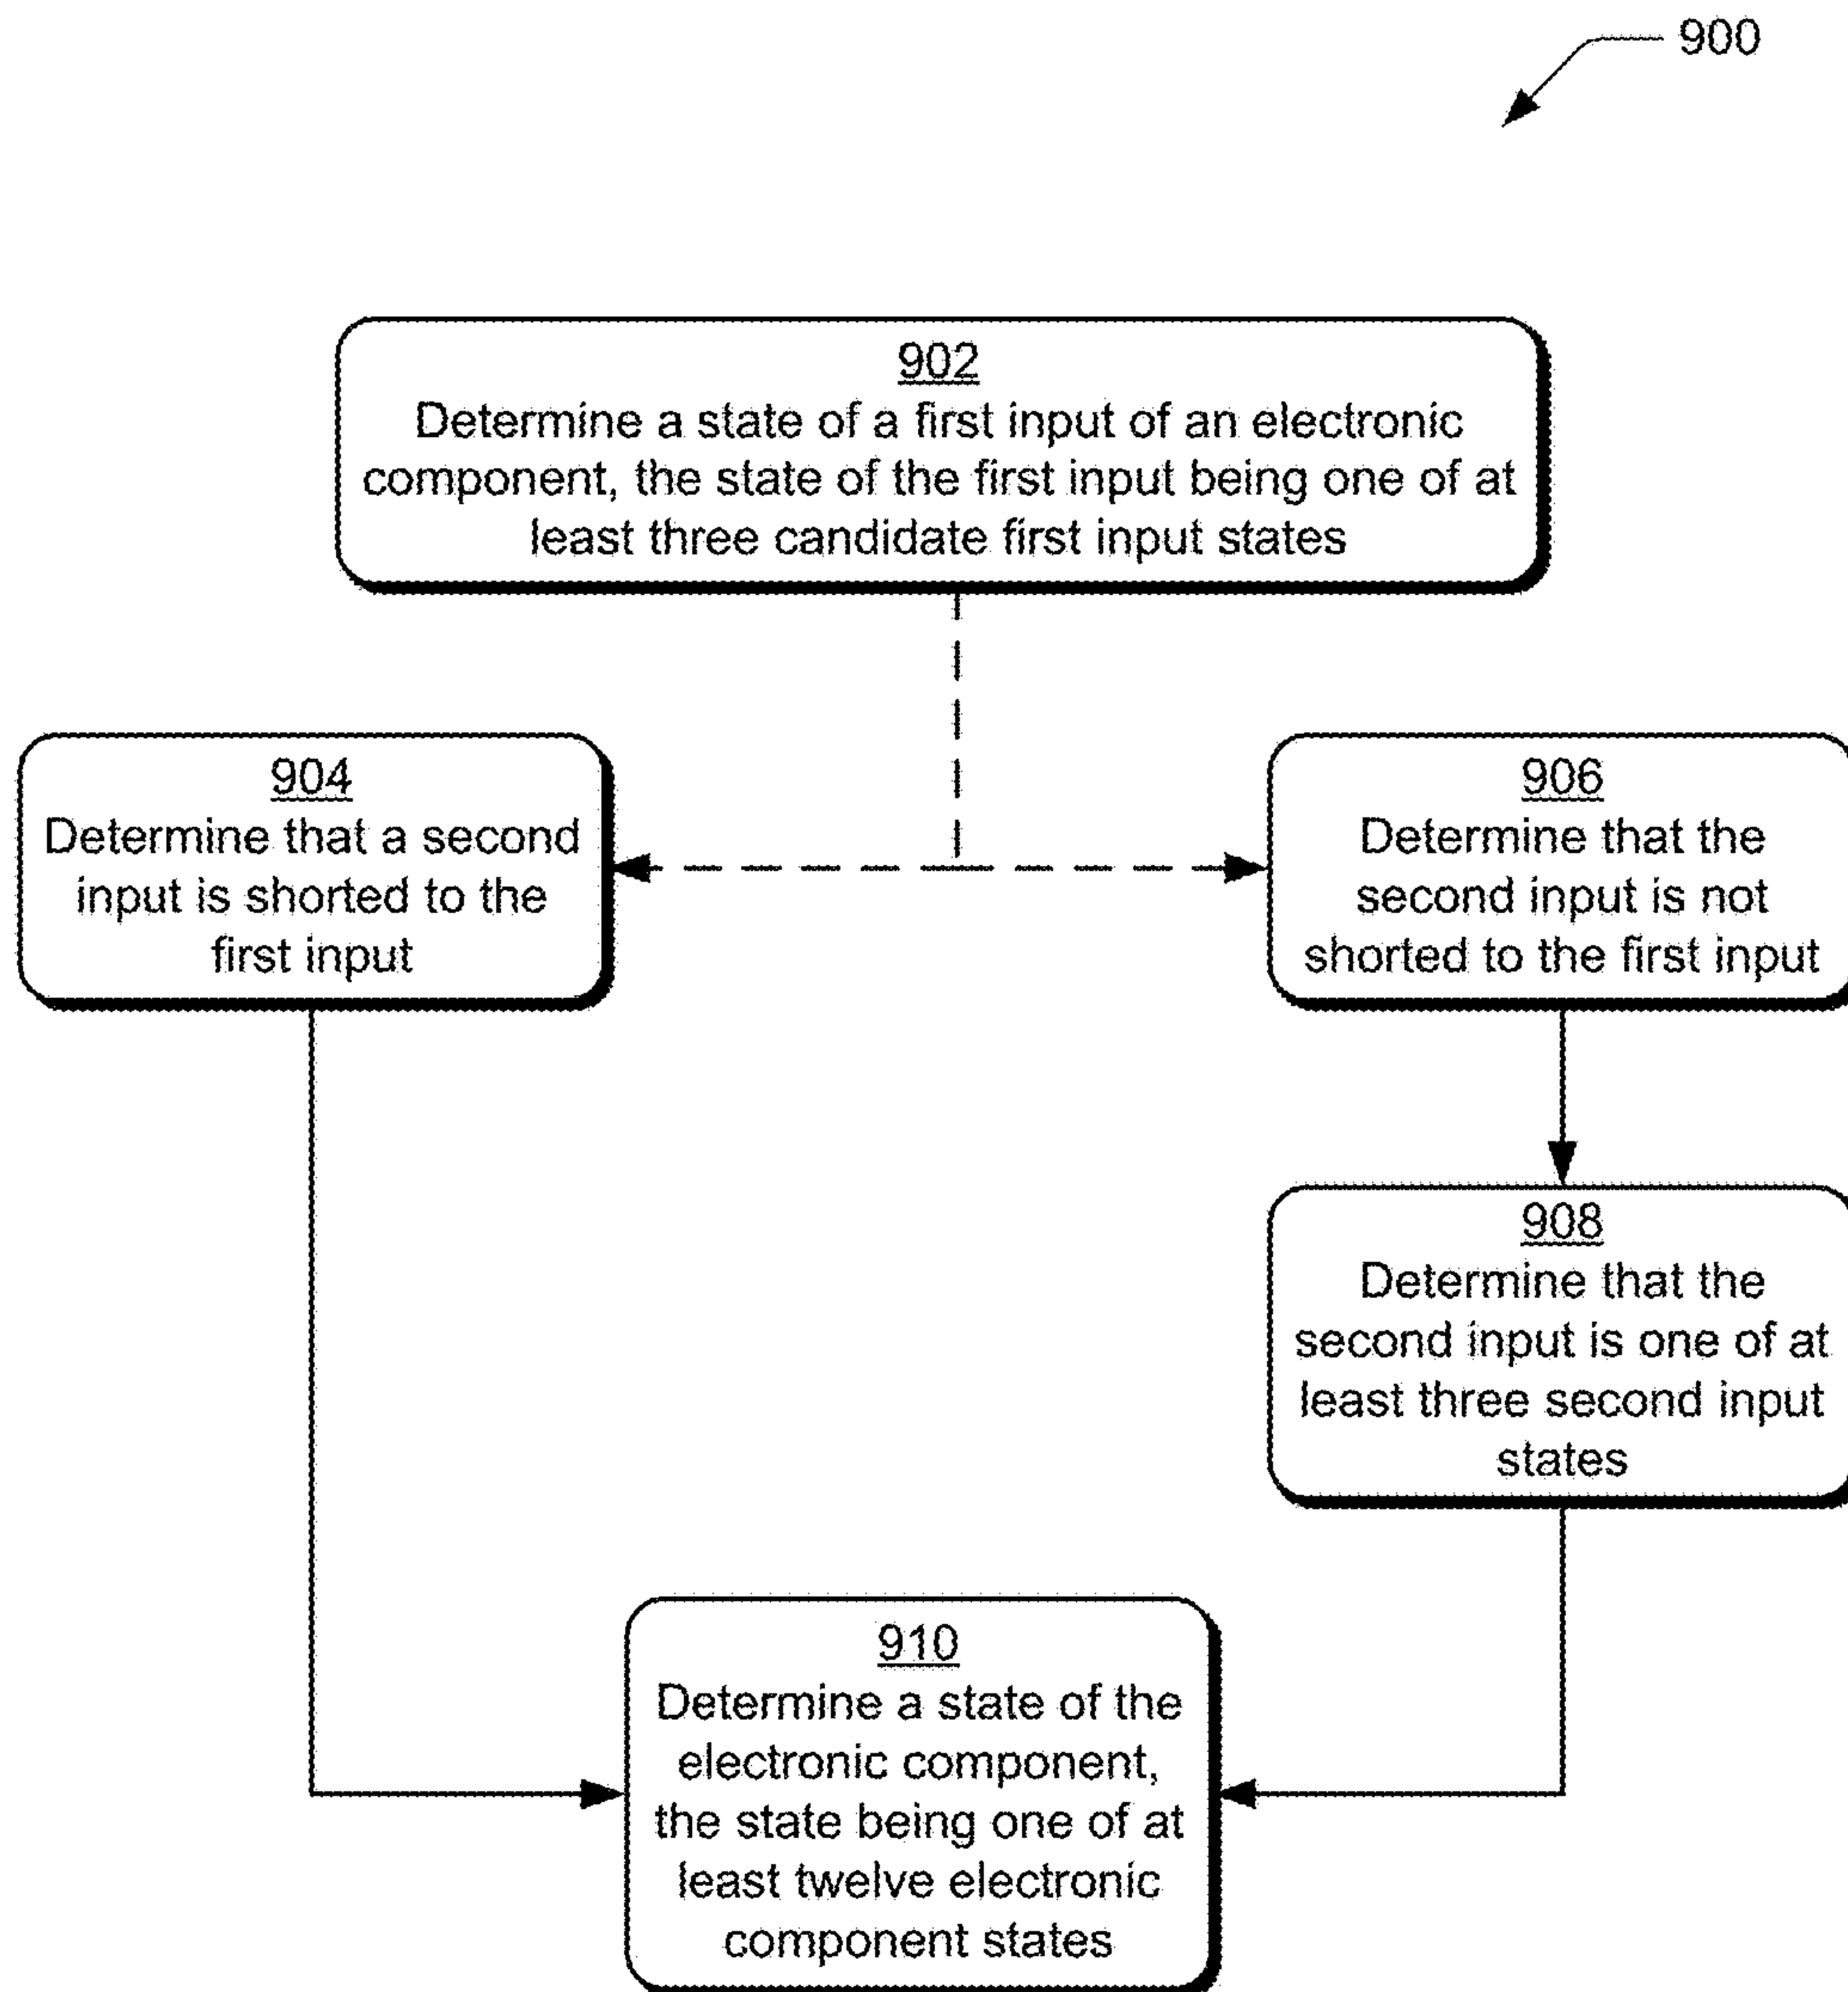 900
902
Determine a state of a first input of an electronic
component, the state of the first input being one of at
least three candidate first input states
904
Determine that a second
input is shorted to the
first input
906
Determine that the
second input is not
shorted to the first input
908
Determine that the
second input is one of at
least three second input
states
910
Determine a state of the
electronic component,
the state being one of at
least twelve electronic
component states